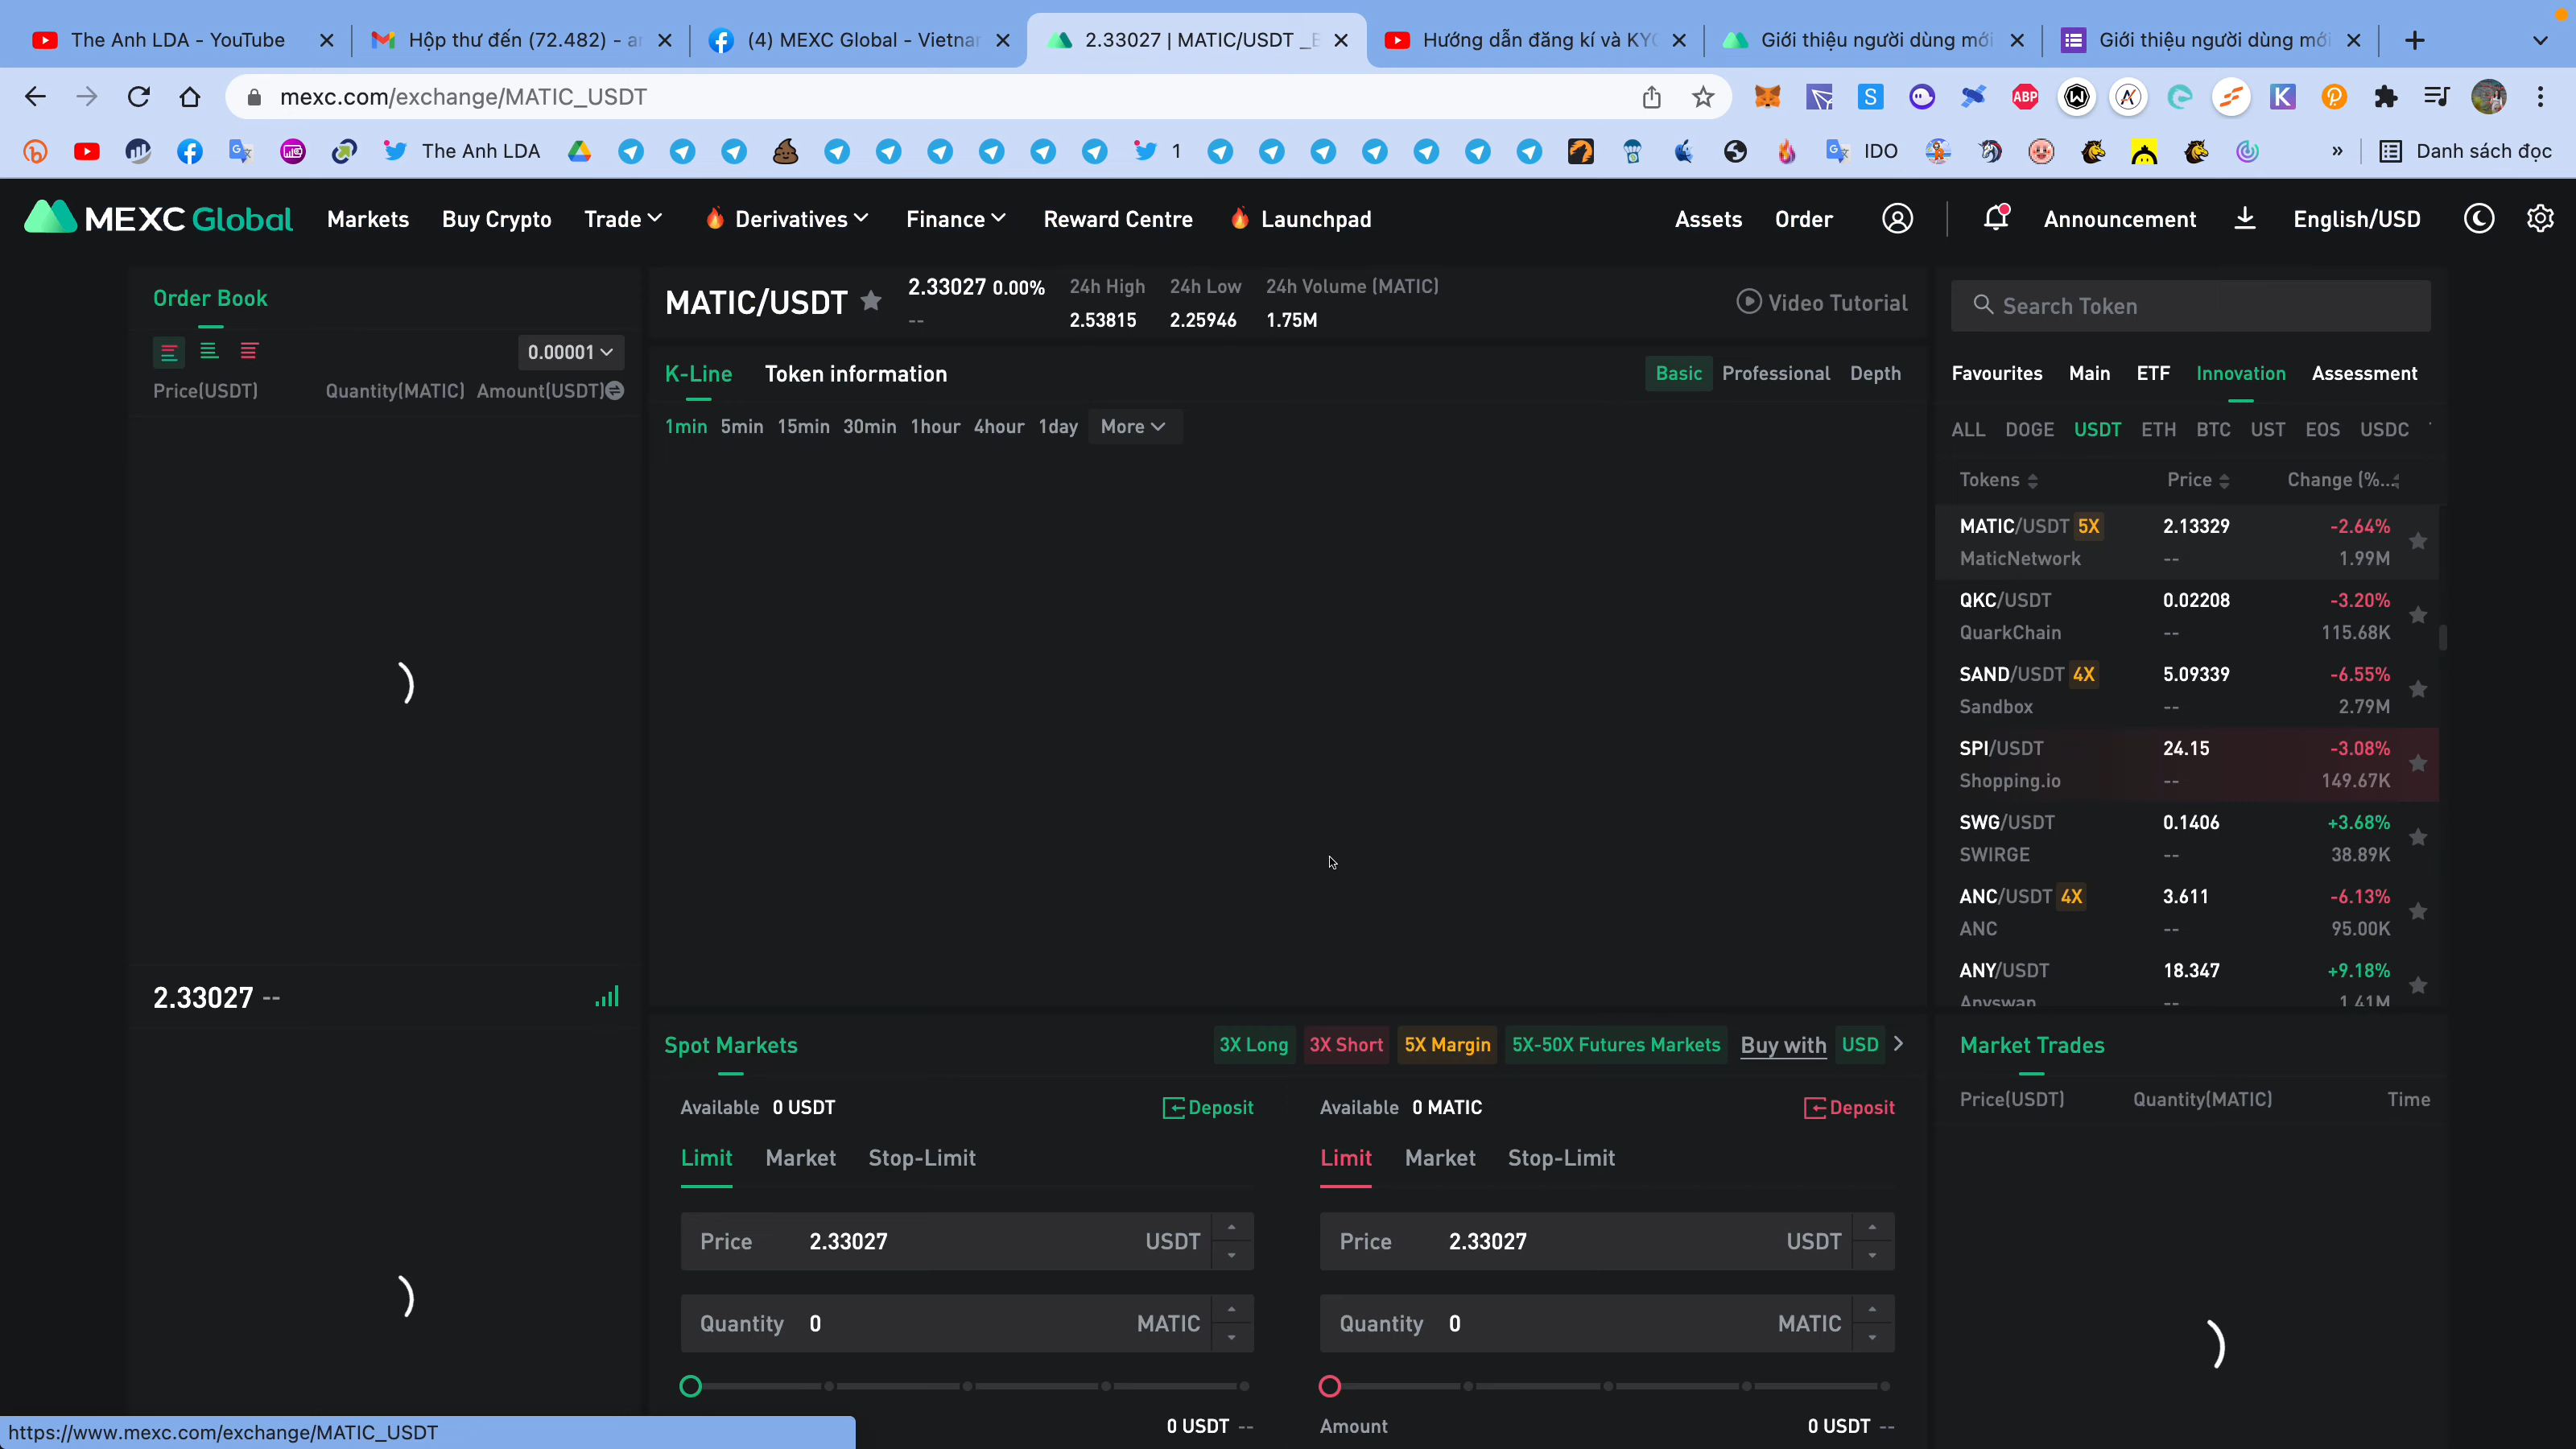 The Anh LDA - YouTube
Hộp thư đến (72.482) - a
(4) MEXC Global - Vietna
2.33027 | MATIC/USDT _
Hướng dẫn đăng kí và KY
Giới thiệu người dùng mới
Giới thiệu người dùng mới
mexc.com/exchange/MATIC_USDT
The Anh LDA
1
IDO
»
Danh sách đọc
MEXC Global
Markets
Buy Crypto
Trade
Derivatives
Finance
Reward Centre
Launchpad
Assets
Order
Announcement
English/USD
Order Book
0.00001
Price(USDT) Quantity(MATIC) Amount(USDT)
2.33027 --
MATIC/USDT
2.33027 0.00%
--
24h High 24h Low 24h Volume (MATIC)
2.53815 2.25946 1.75M
Video Tutorial
K-Line Token information
Basic Professional Depth
1min 5min 15min 30min 1hour 4hour 1day More
Search Token
Favourites Main ETF Innovation Assessment
ALL DOGE USDT ETH BTC UST EOS USDC
Tokens Price Change (%...
MATIC/USDT 5X 2.13329 -2.64%
MaticNetwork -- 1.99M
QKC/USDT 0.02208 -3.20%
QuarkChain -- 115.68K
SAND/USDT 4X 5.09339 -6.55%
Sandbox -- 2.79M
SPI/USDT 24.15 -3.08%
Shopping.io -- 149.67K
SWG/USDT 0.1406 +3.68%
SWIRGE -- 38.89K
ANC/USDT 4X 3.611 -6.13%
ANC -- 95.00K
ANY/USDT 18.347 +9.18%
Anyswap -- 1.41M
Spot Markets
3X Long 3X Short 5X Margin 5X-50X Futures Markets Buy with USD
Available 0 USDT Deposit
Limit Market Stop-Limit
Price 2.33027 USDT
Quantity 0 MATIC
0 USDT --
Available 0 MATIC Deposit
Limit Market Stop-Limit
Price 2.33027 USDT
Quantity 0 MATIC
Amount 0 USDT --
Market Trades
Price(USDT) Quantity(MATIC) Time
https://www.mexc.com/exchange/MATIC_USDT